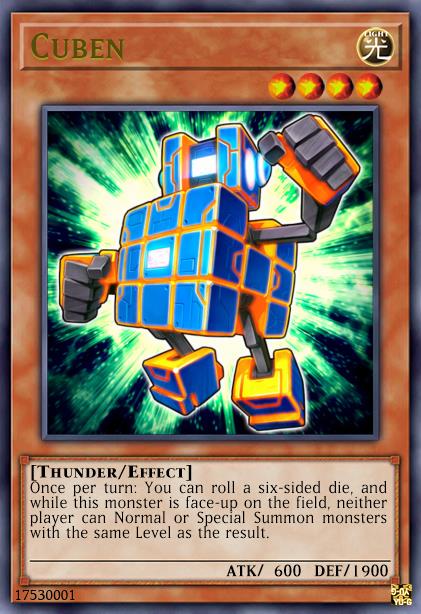 CUBEN
LIGHT
光
[THUNDER/EFFECT]
Once per turn: You can roll a six-sided die, and
while this monster is face-up on the field, neither
player can Normal or Special Summon monsters
with the same Level as the result.
ATK/ 600 DEF/1900
17530001